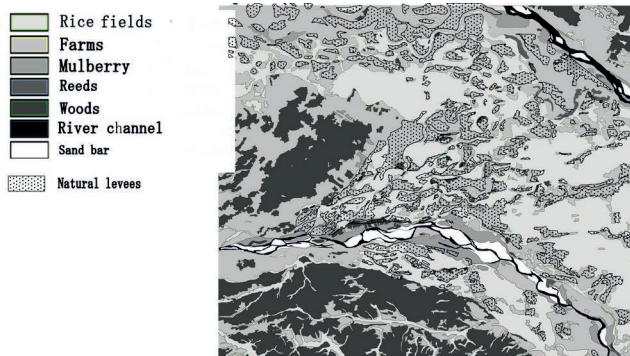 Rice fields
Farms
Mulberry
Reeds
Woods
River channel
Sand bar
Natural levees